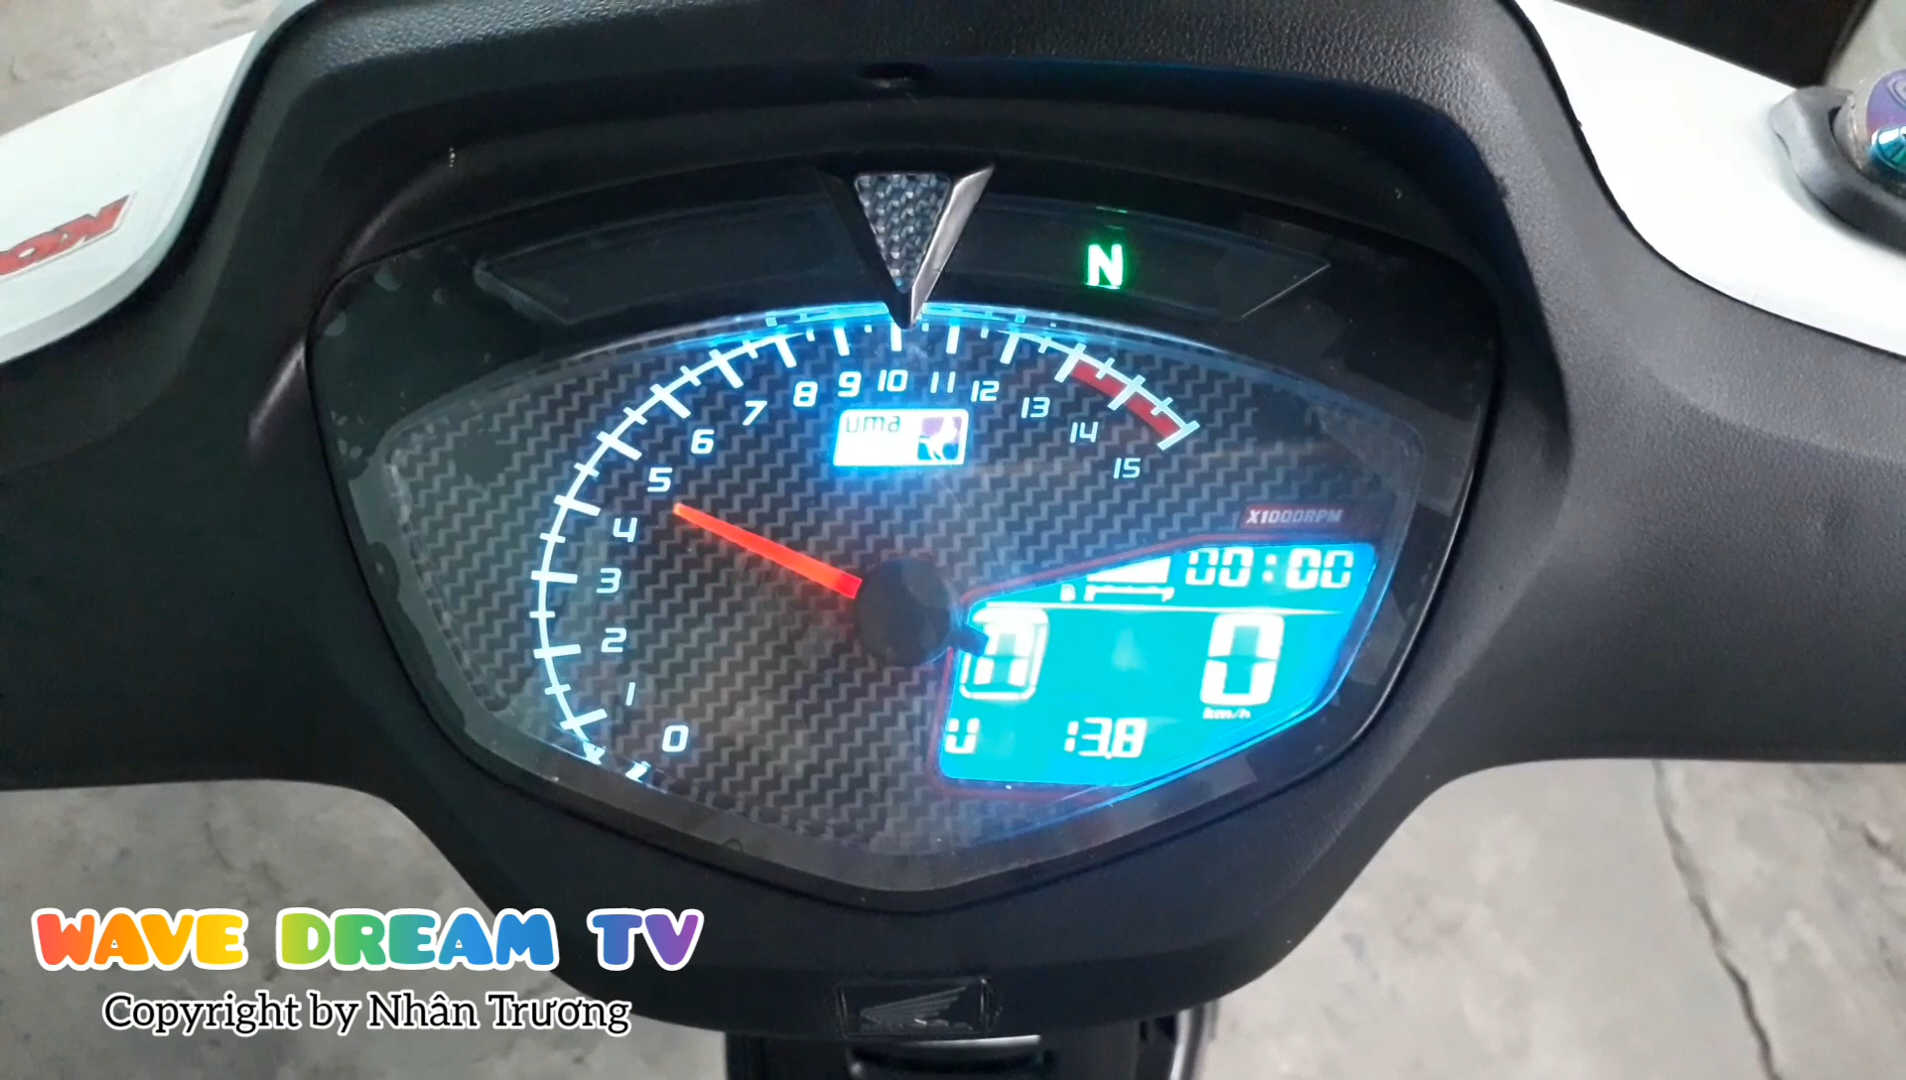 N
0 1 2 3 4 5 6 7 8 9 10 11 12 13 14 15
uma
X1000RPM
00:00
n 0
km/h
U 13.8
WAVE DREAM TV
Copyright by Nhân Trương